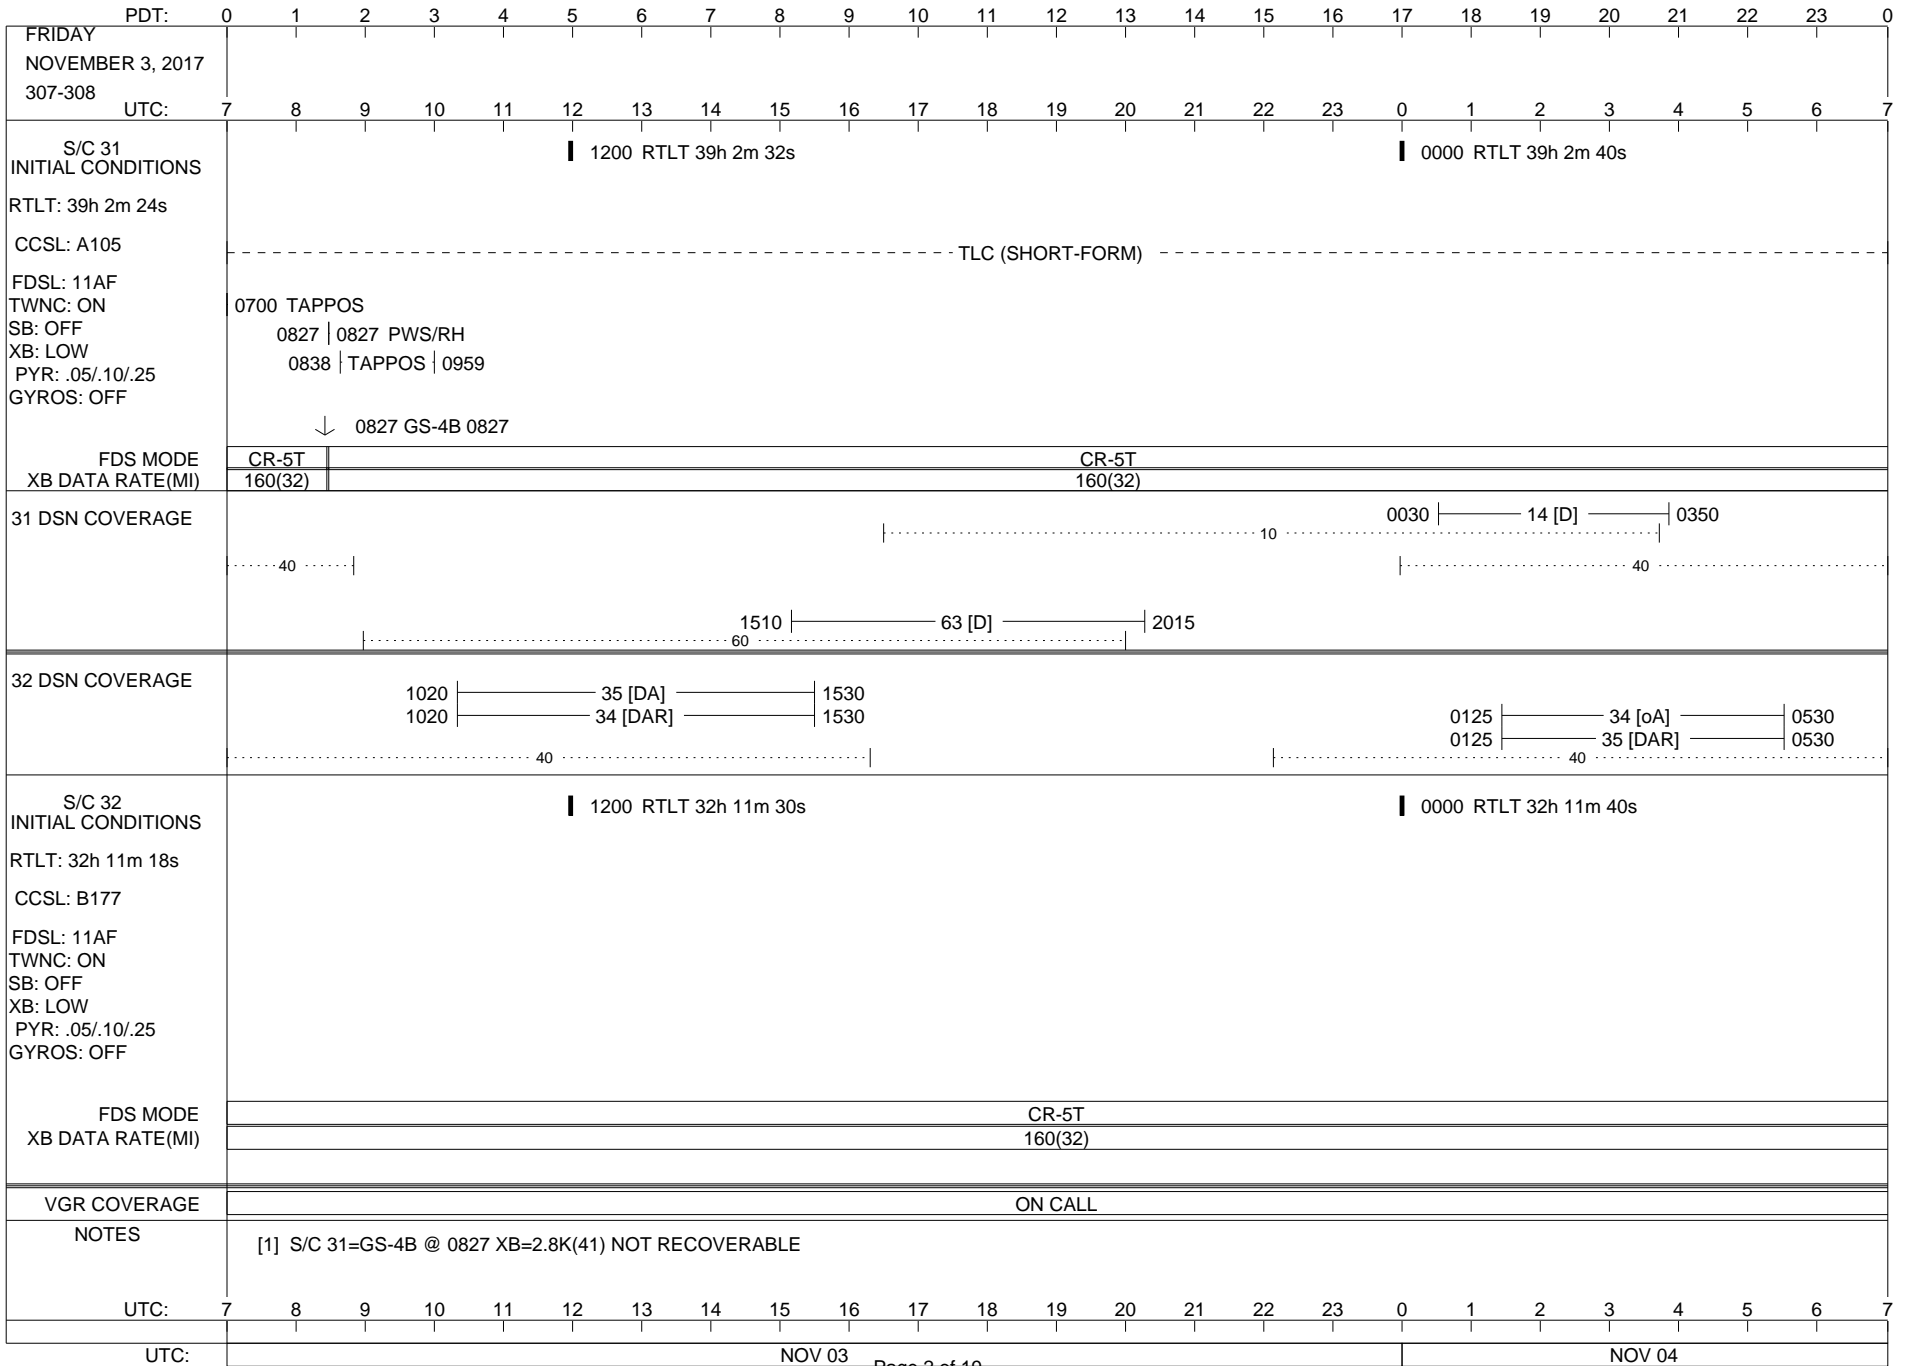 PDT: 0 1 2 3 4 5 6 7 8 9 10 11 12 13 14 15 16 17 18 19 20 21 22 23 0
FRIDAY
NOVEMBER 3, 2017
307-308
UTC: 7 8 9 10 11 12 13 14 15 16 17 18 19 20 21 22 23 0 1 2 3 4 5 6 7
S/C 31
INITIAL CONDITIONS
1200 RTLT 39h 2m 32s
0000 RTLT 39h 2m 40s
RTLT: 39h 2m 24s
CCSL: A105
TLC (SHORT-FORM)
FDSL: 11AF
TWNC: ON
0700 TAPPOS
SB: OFF
0827 0827 PWS/RH
XB: LOW
0838 TAPPOS 0959
PYR: .05/.10/.25
GYROS: OFF
0827 GS-4B 0827
FDS MODE CR-5T CR-5T
XB DATA RATE(MI) 160(32) 160(32)
31 DSN COVERAGE
0030 14 [D] 0350
10
40 40
1510 63 [D] 2015
60
32 DSN COVERAGE
1020 35 [DA] 1530
1020 34 [DAR] 1530
0125 34 [oA] 0530
0125 35 [DAR] 0530
40 40
S/C 32
INITIAL CONDITIONS
1200 RTLT 32h 11m 30s
0000 RTLT 32h 11m 40s
RTLT: 32h 11m 18s
CCSL: B177
FDSL: 11AF
TWNC: ON
SB: OFF
XB: LOW
PYR: .05/.10/.25
GYROS: OFF
FDS MODE CR-5T
XB DATA RATE(MI) 160(32)
VGR COVERAGE ON CALL
NOTES
[1] S/C 31=GS-4B @ 0827 XB=2.8K(41) NOT RECOVERABLE
UTC: 7 8 9 10 11 12 13 14 15 16 17 18 19 20 21 22 23 0 1 2 3 4 5 6 7
UTC: NOV 03 NOV 04
Page 2 of 19